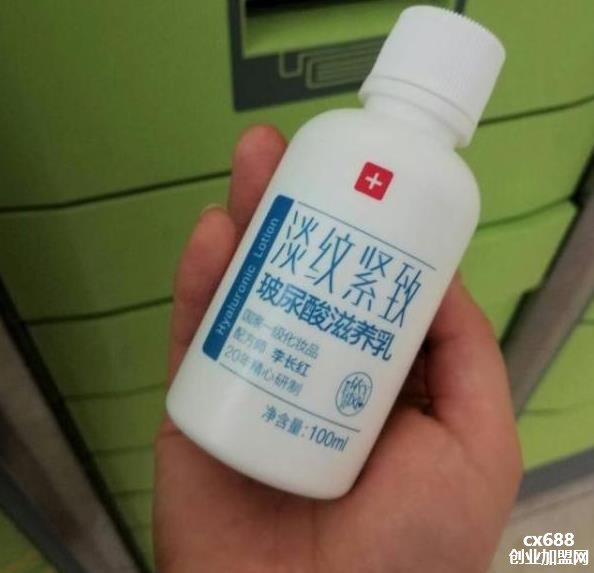 淡纹紧致
玻尿酸滋养乳
Hyaluronic Lotion
国家一级化妆品
配方师 李长红
20年精心研制
净含量:100ml
cx688
创业加盟网